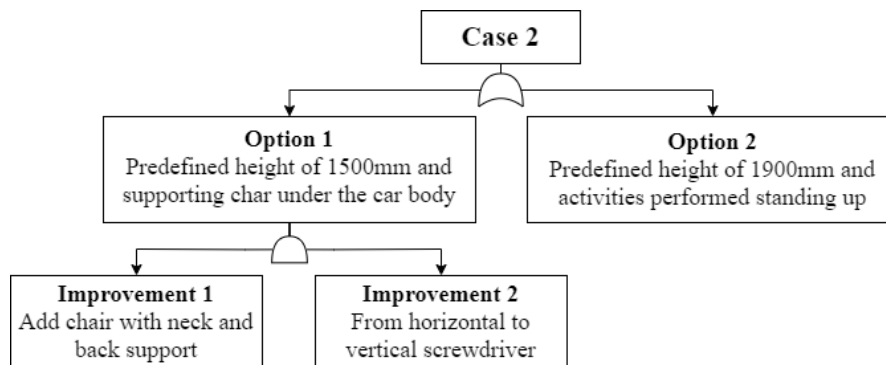 Case 2
Option 1
Predefined height of 1500mm and
supporting char under the car body
Option 2
Predefined height of 1900mm and
activities performed standing up
Improvement 1
Add chair with neck and
back support
Improvement 2
From horizontal to
vertical screwdriver